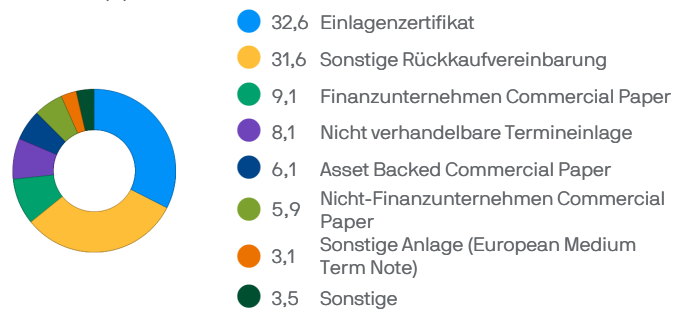 32,6 Einlagenzertifikat
31,6 Sonstige Rückkaufvereinbarung
9,1 Finanzunternehmen Commercial Paper
8,1 Nicht verhandelbare Termineinlage
6,1 Asset Backed Commercial Paper
5,9 Nicht-Finanzunternehmen Commercial
Paper
3,1 Sonstige Anlage (European Medium
Term Note)
3,5 Sonstige